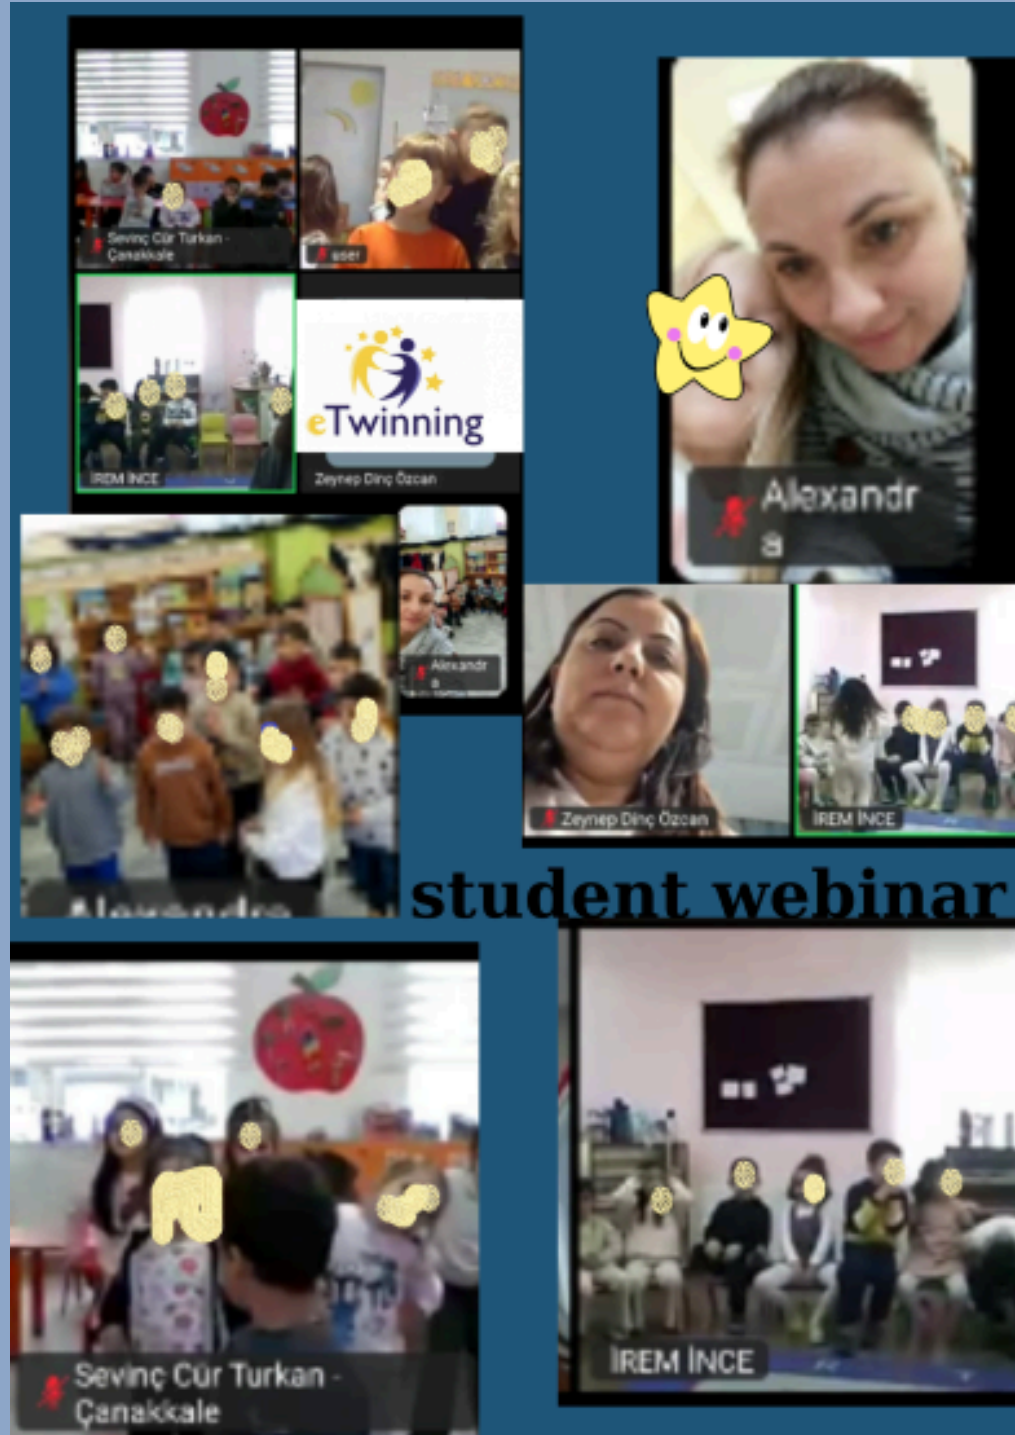 Sevinç Cür Turkan -
Çanakkale
user
İREM İNCE
eTwinning
Zeynep Dinç Özcan
Alexandr
a
Alexandr
a
Zeynep Dinç Özcan
İREM İNCE
Alexandra
student webinar
Sevinç Cür Turkan -
Çanakkale
İREM İNCE